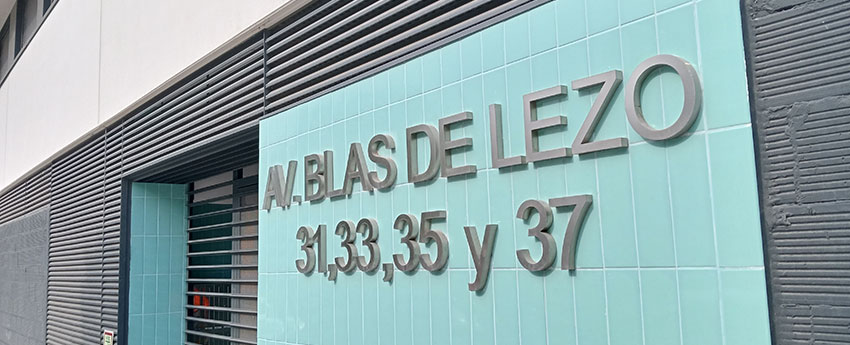 AV. BLAS DE LEZO
31,33,35 y 37